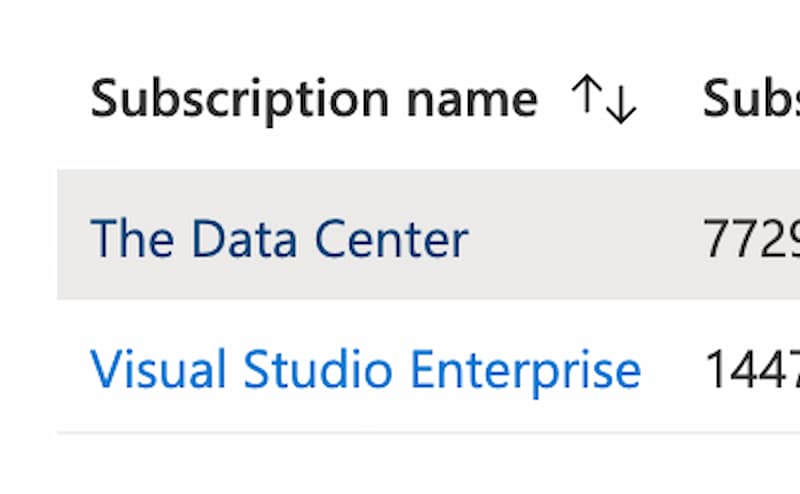 Subscription name ↑↓ Subs
The Data Center 7729
Visual Studio Enterprise 1447